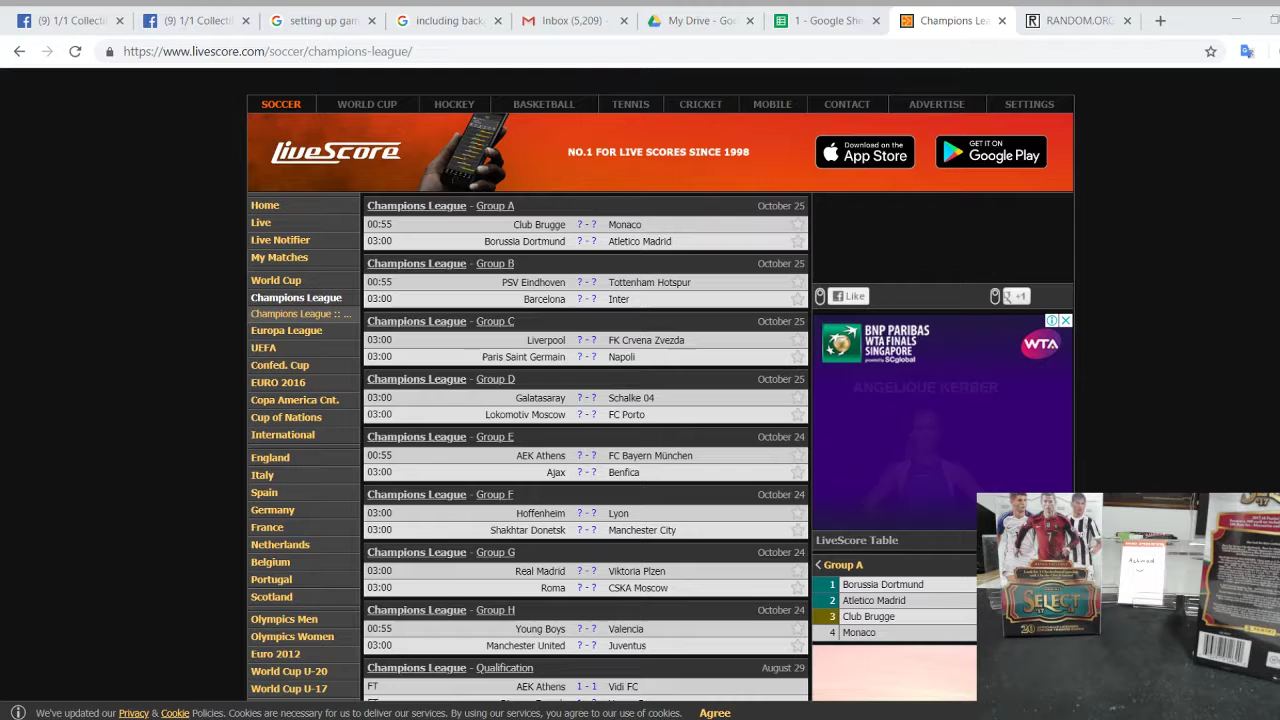 (9) 1/1 Collecti
(9) 1/1 Collecti
setting up gam
including back
Inbox (5,209)
My Drive - Goo
1 - Google She
Champions Lea
RANDOM.ORG
https://www.livescore.com/soccer/champions-league/
SOCCER WORLD CUP HOCKEY BASKETBALL TENNIS CRICKET MOBILE CONTACT ADVERTISE SETTINGS
LiveScore
NO.1 FOR LIVE SCORES SINCE 1998
Download on the
App Store
GET IT ON
Google Play
Home
Live
Live Notifier
My Matches
World Cup
Champions League
Champions League :: ...
Europa League
UEFA
Confed. Cup
EURO 2016
Copa America Cnt.
Cup of Nations
International
England
Italy
Spain
Germany
France
Netherlands
Belgium
Portugal
Scotland
Olympics Men
Olympics Women
Euro 2012
World Cup U-20
World Cup U-17
Champions League - Group A October 25
00:55 Club Brugge ? - ? Monaco
03:00 Borussia Dortmund ? - ? Atletico Madrid
Champions League - Group B October 25
00:55 PSV Eindhoven ? - ? Tottenham Hotspur
03:00 Barcelona ? - ? Inter
Champions League - Group C October 25
03:00 Liverpool ? - ? FK Crvena Zvezda
03:00 Paris Saint Germain ? - ? Napoli
Champions League - Group D October 25
03:00 Galatasaray ? - ? Schalke 04
03:00 Lokomotiv Moscow ? - ? FC Porto
Champions League - Group E October 24
00:55 AEK Athens ? - ? FC Bayern München
03:00 Ajax ? - ? Benfica
Champions League - Group F October 24
03:00 Hoffenheim ? - ? Lyon
03:00 Shakhtar Donetsk ? - ? Manchester City
Champions League - Group G October 24
03:00 Real Madrid ? - ? Viktoria Plzen
03:00 Roma ? - ? CSKA Moscow
Champions League - Group H October 24
00:55 Young Boys ? - ? Valencia
03:00 Manchester United ? - ? Juventus
Champions League - Qualification August 29
FT AEK Athens 1 - 1 Vidi FC
Like
+1
BNP PARIBAS
WTA FINALS
SINGAPORE
presented by SCglobal
WTA
ANGELIQUE KERBER
LiveScore Table
Group A
1 Borussia Dortmund
2 Atletico Madrid
3 Club Brugge
4 Monaco
SELECT
17 18
20
PANINI
We've updated our Privacy & Cookie Policies. Cookies are necessary for us to deliver our services. By using our services, you agree to our use of cookies. Agree